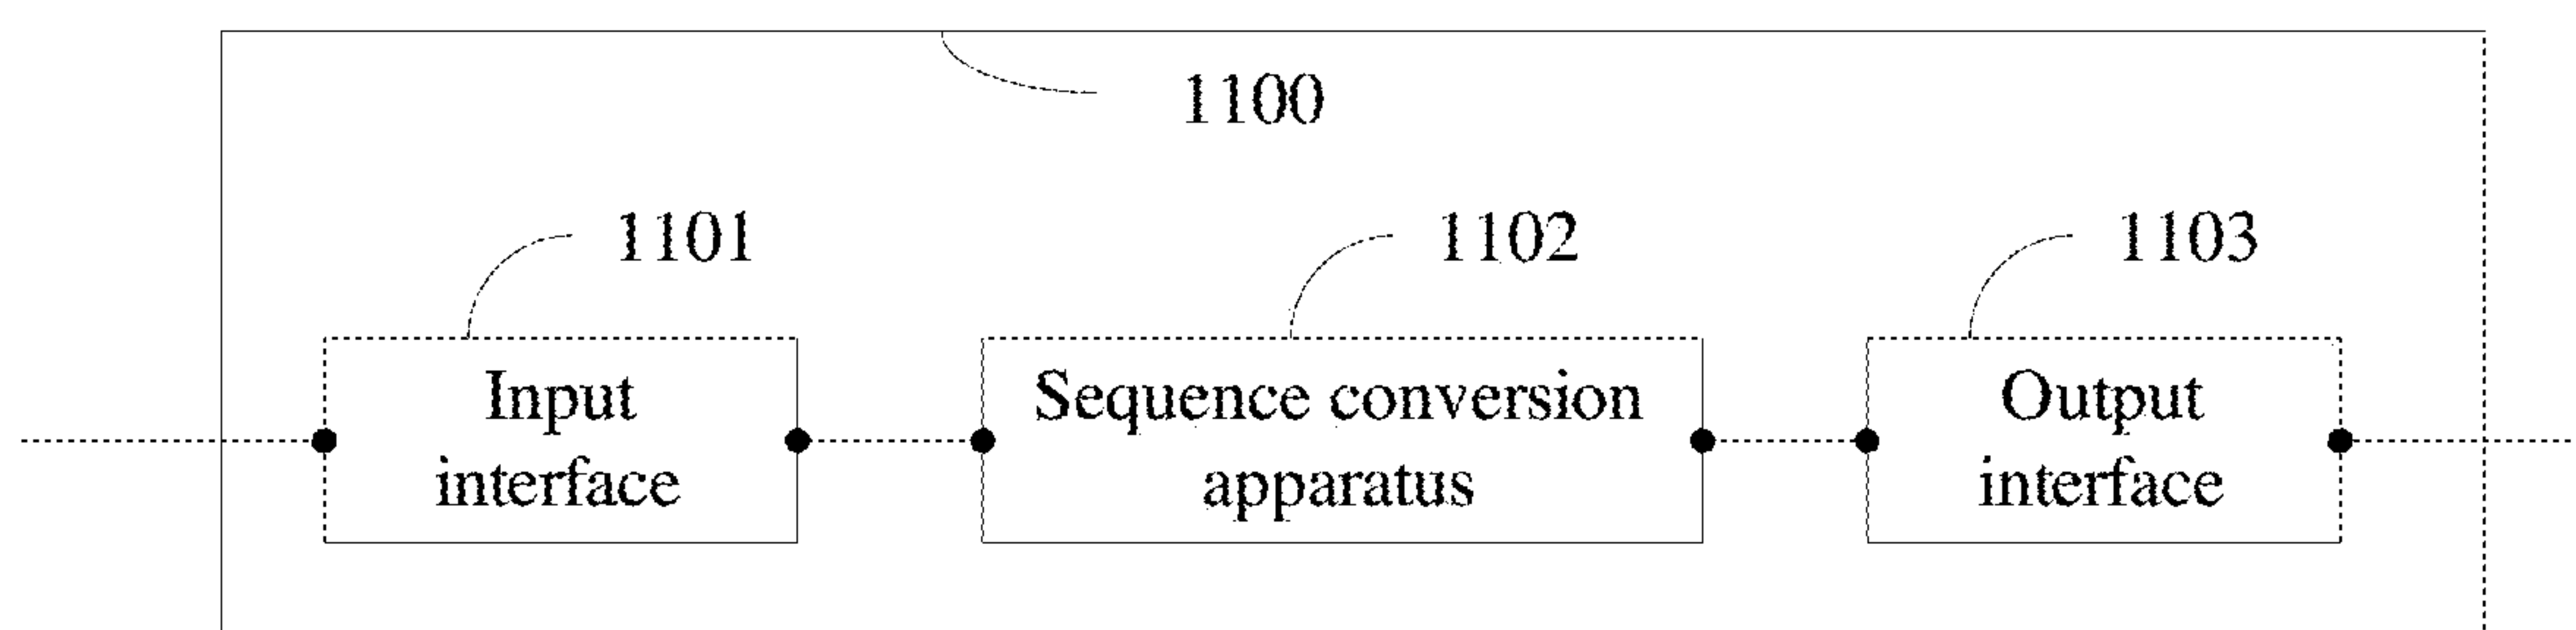 1100
1101
1102
1103
Input
interface
Sequence conversion
apparatus
Output
interface